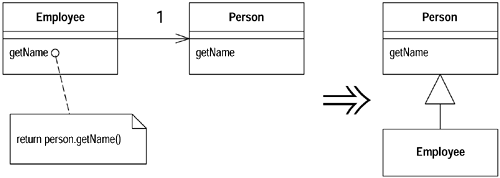 Employee
getName
1
Person
getName
return person.getName()
Person
getName
Employee